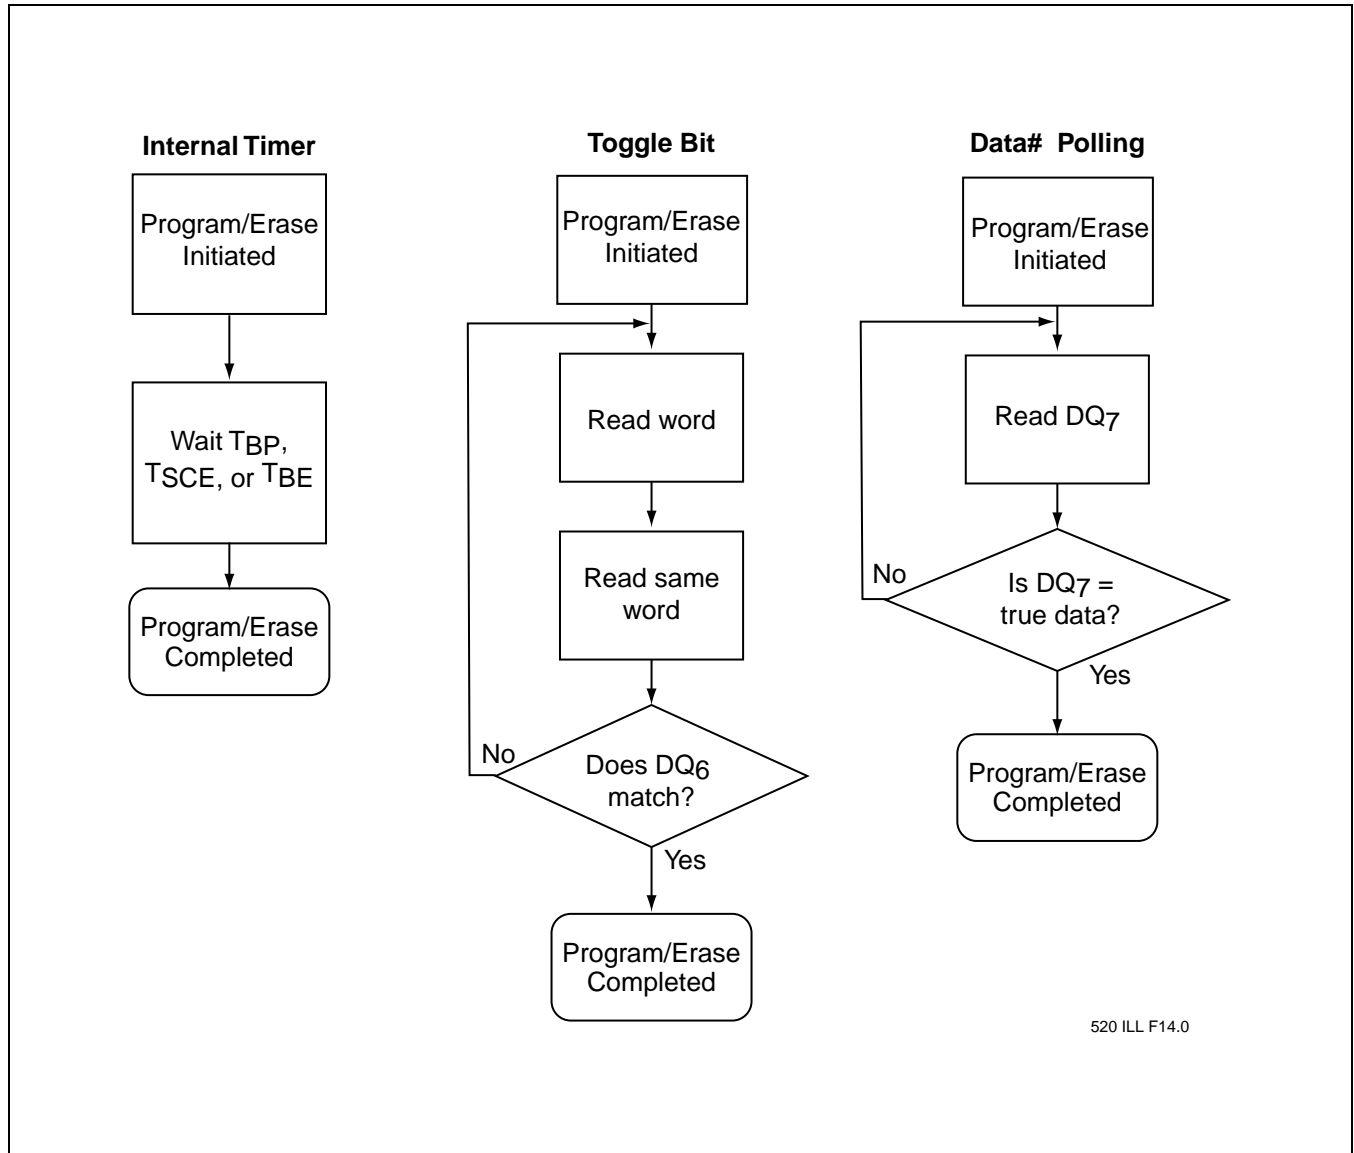 Internal Timer
Program/Erase
Initiated
Wait TBP,
TSCE, or TBE
Program/Erase
Completed
Toggle Bit
Program/Erase
Initiated
Read word
Read same
word
No
Does DQ6
match?
Yes
Program/Erase
Completed
Data# Polling
Program/Erase
Initiated
Read DQ7
No
Is DQ7 =
true data?
Yes
Program/Erase
Completed
520 ILL F14.0